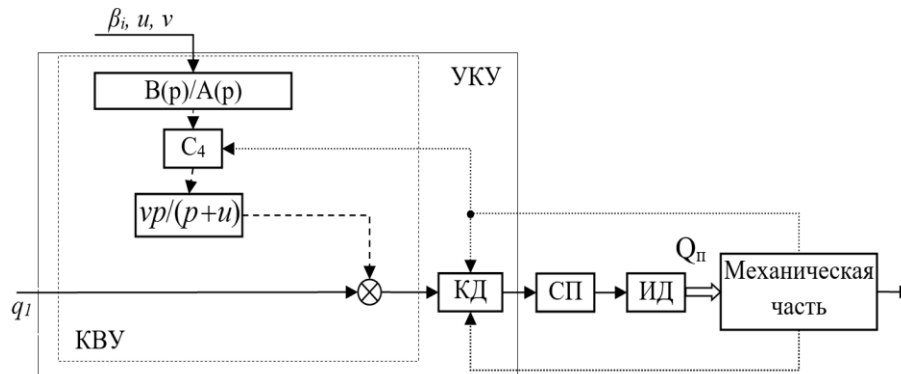 βᵢ, u, v
УКУ
B(p)/A(p)
C₄
vp/(p+u)
Qп
q₁
КД
СП
ИД
Механическая
часть
КВУ